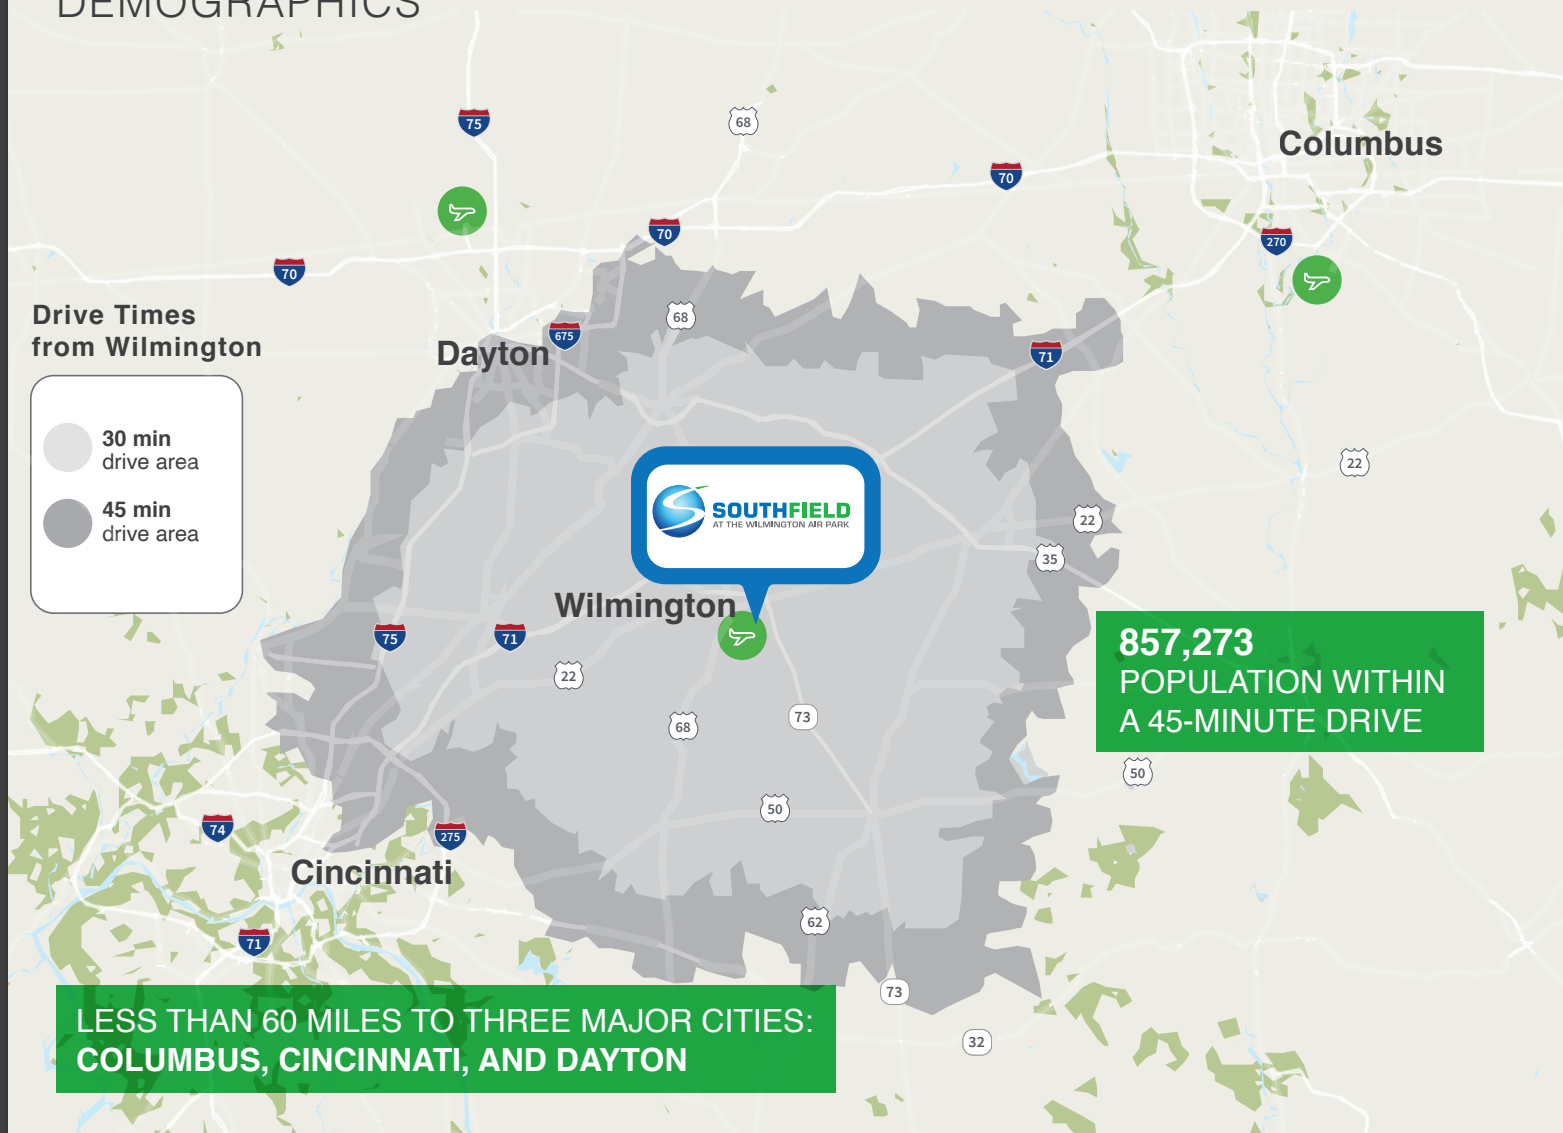 DEMOGRAPHICS
75
68
Columbus
70
70
270
70
Drive Times
from Wilmington
68
675
Dayton
71
30 min
drive area
22
45 min
drive area
SOUTHFIELD
AT THE WILMINGTON AIR PARK
22
35
Wilmington
75
71
22
857,273
POPULATION WITHIN
A 45-MINUTE DRIVE
68
73
50
50
74
275
Cincinnati
62
71
73
LESS THAN 60 MILES TO THREE MAJOR CITIES:
COLUMBUS, CINCINNATI, AND DAYTON
32